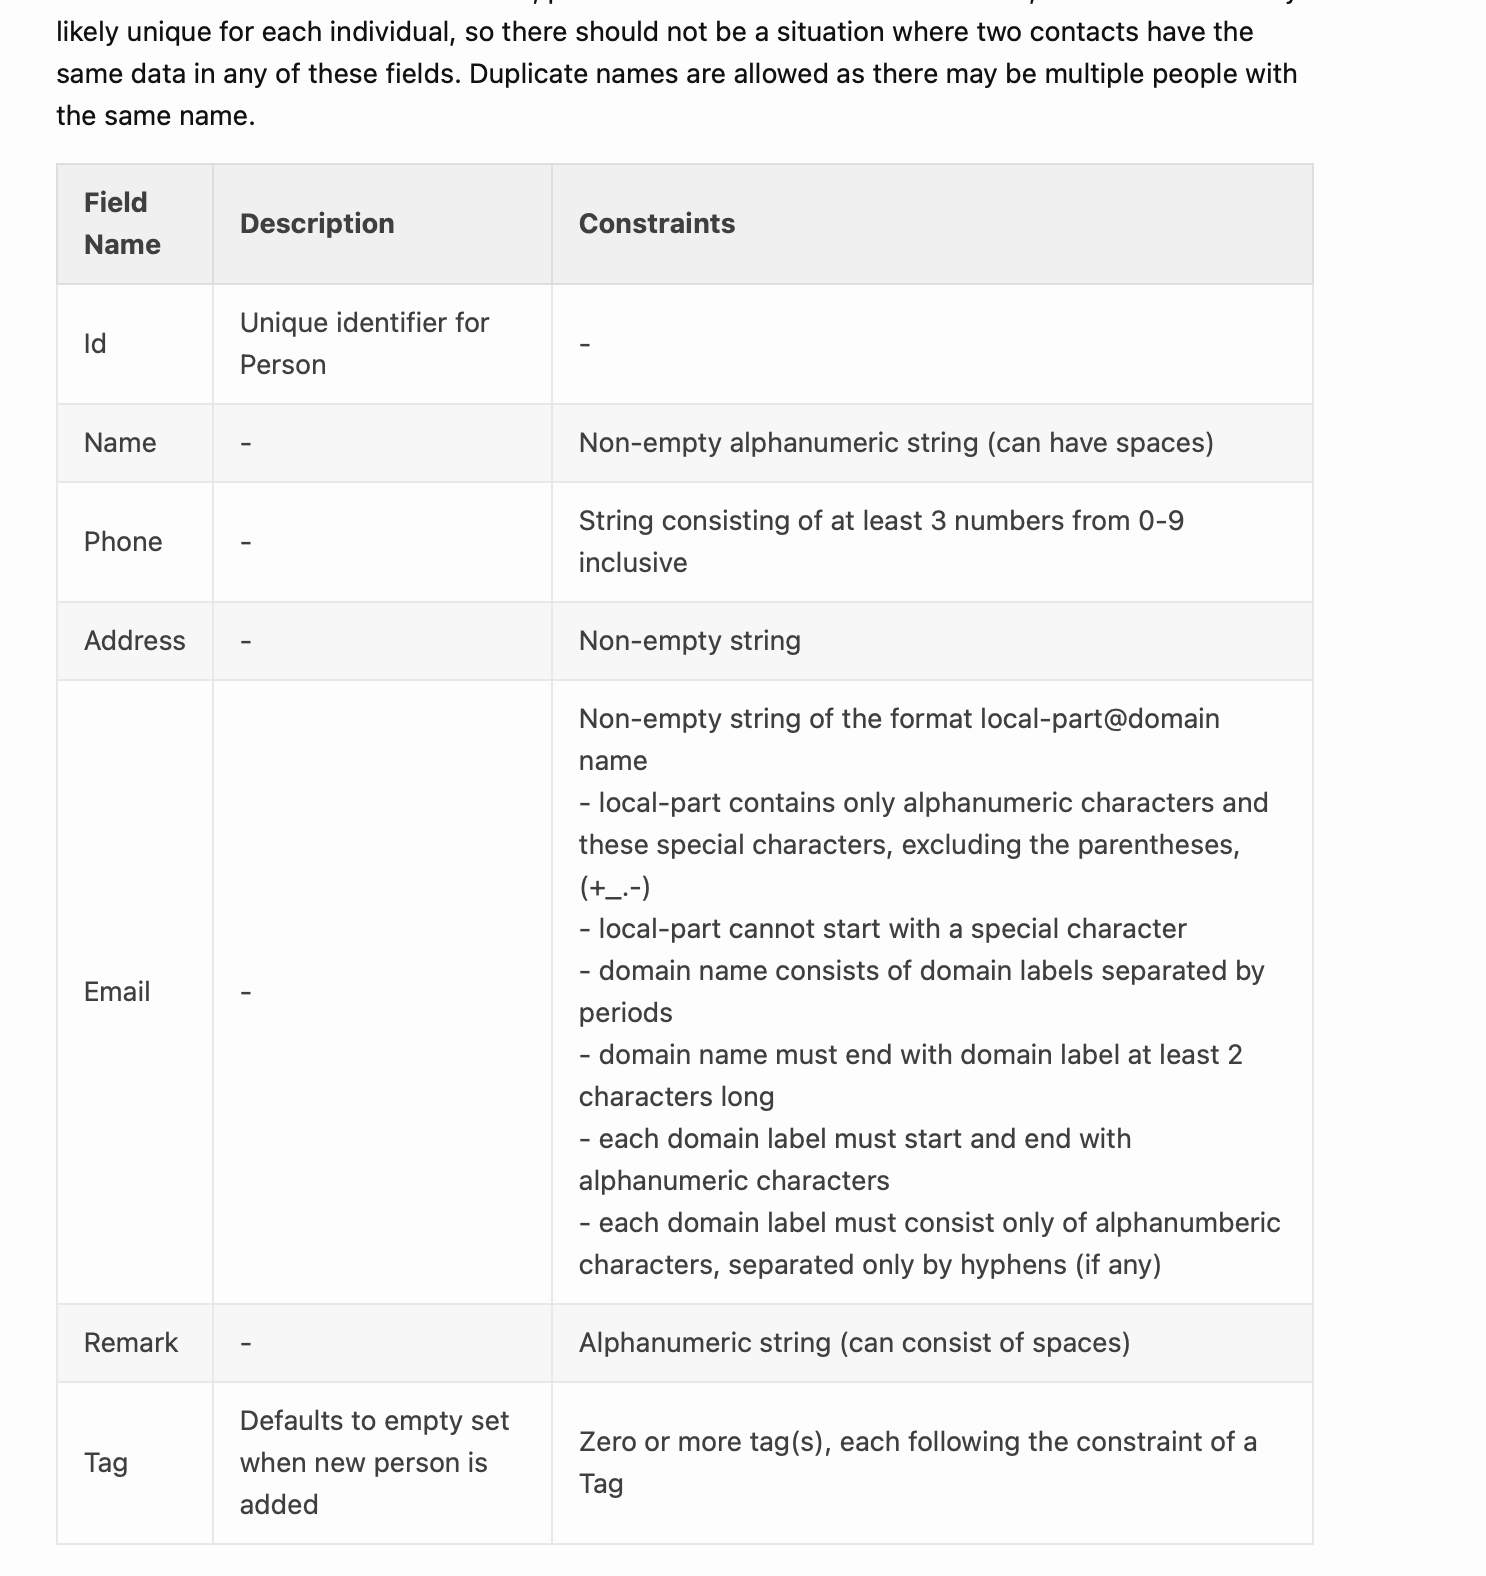 likely unique for each individual, so there should not be a situation where two contacts have the
same data in any of these fields. Duplicate names are allowed as there may be multiple people with
the same name.
Field
Name
Description
Constraints
Id
Unique identifier for
Person
-
Name
-
Non-empty alphanumeric string (can have spaces)
Phone
-
String consisting of at least 3 numbers from 0-9
inclusive
Address
-
Non-empty string
Email
-
Non-empty string of the format local-part@domain
name
- local-part contains only alphanumeric characters and
these special characters, excluding the parentheses,
(+_.-)
- local-part cannot start with a special character
- domain name consists of domain labels separated by
periods
- domain name must end with domain label at least 2
characters long
- each domain label must start and end with
alphanumeric characters
- each domain label must consist only of alphanumberic
characters, separated only by hyphens (if any)
Remark
-
Alphanumeric string (can consist of spaces)
Tag
Defaults to empty set
when new person is
added
Zero or more tag(s), each following the constraint of a
Tag